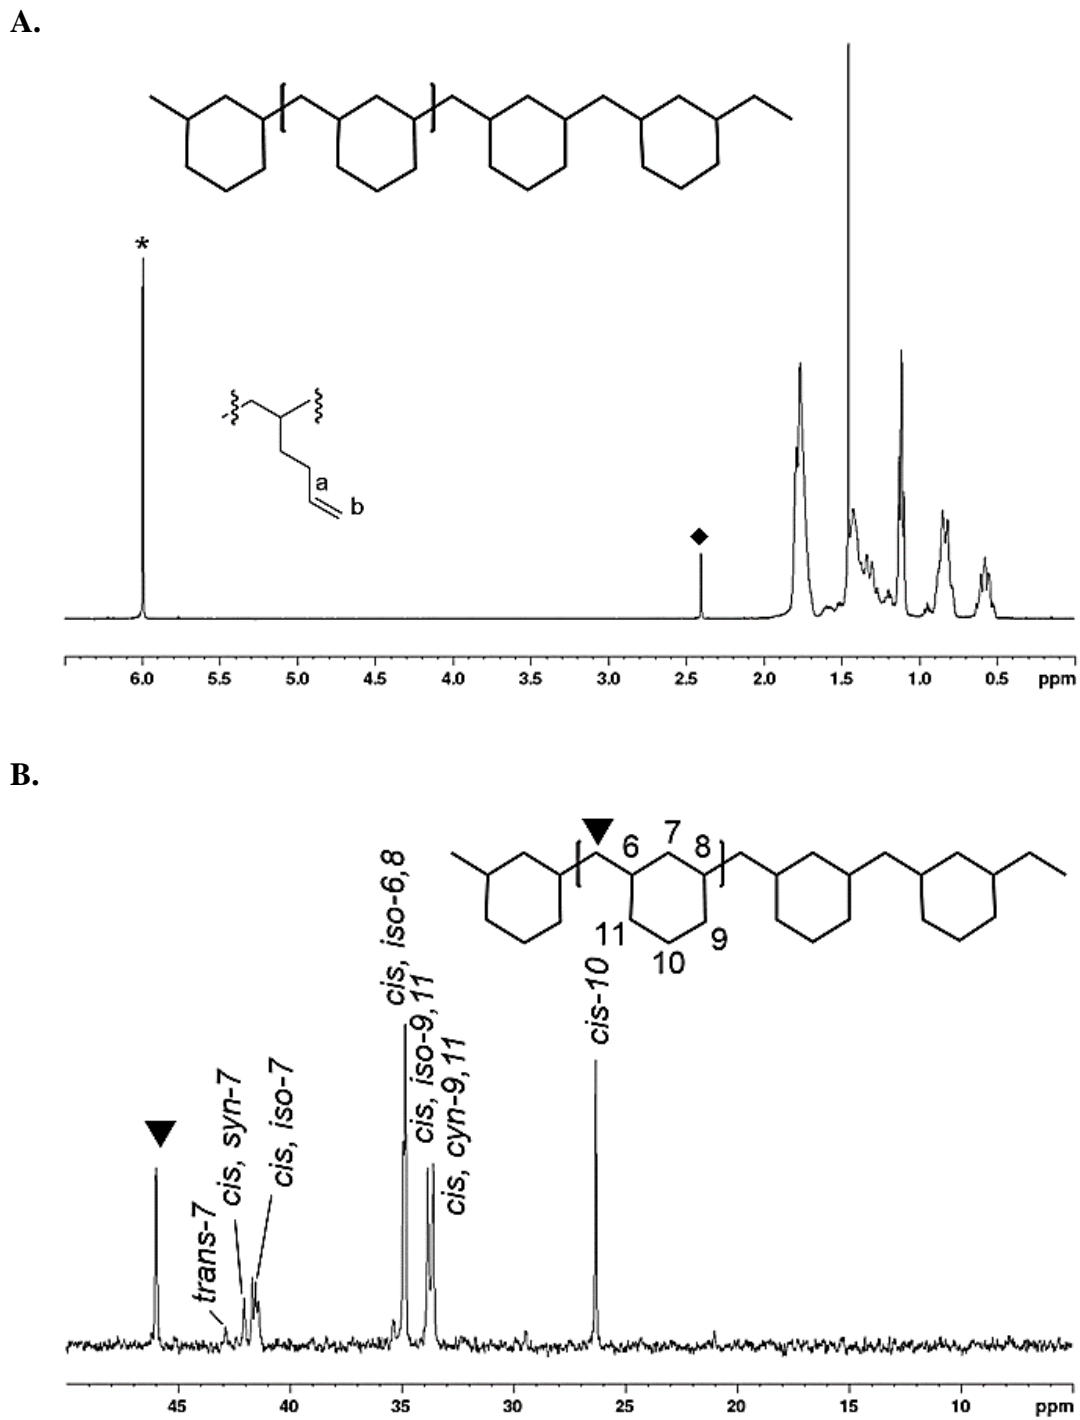 A.
*
a
b
◆
6.0 5.5 5.0 4.5 4.0 3.5 3.0 2.5 2.0 1.5 1.0 0.5 ppm
B.
▼
6 7 8
11 9
10
▼
trans-7
cis, syn-7
cis, iso-7
cis, iso-6,8
cis, iso-9,11
cis, cyn-9,11
cis-10
45 40 35 30 25 20 15 10 ppm